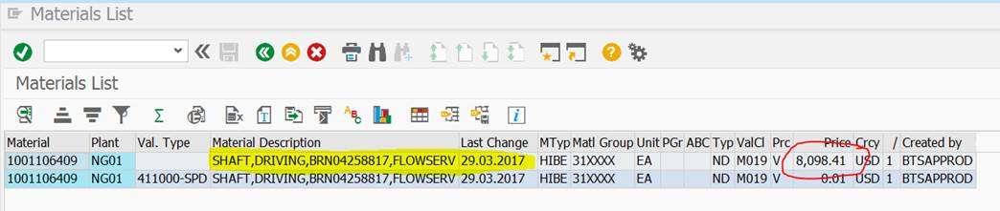 Materials List
Materials List
Material Plant Val. Type Material Description Last Change MTyp Matl Group Unit PGr ABC Typ ValCl Prc Price Crcy / Created by
1001106409 NG01 SHAFT,DRIVING,BRN04258817,FLOWSERV 29.03.2017 HIBE 31XXXX EA ND M019 V 8,098.41 USD 1 BTSAPPROD
1001106409 NG01 411000-SPD SHAFT,DRIVING,BRN04258817,FLOWSERV 29.03.2017 HIBE 31XXXX EA ND M019 V 0.01 USD 1 BTSAPPROD